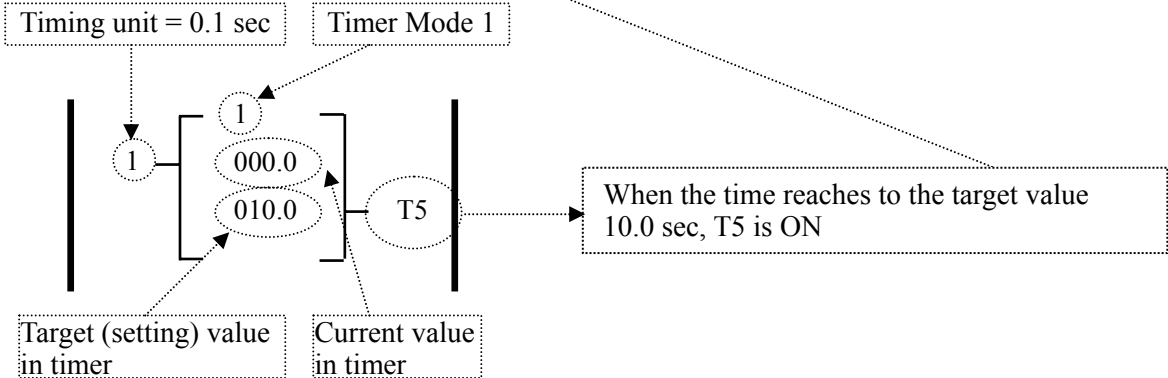 Timing unit = 0.1 sec
Timer Mode 1
1
1
000.0
010.0
T5
When the time reaches to the target value
10.0 sec, T5 is ON
Target (setting) value
in timer
Current value
in timer